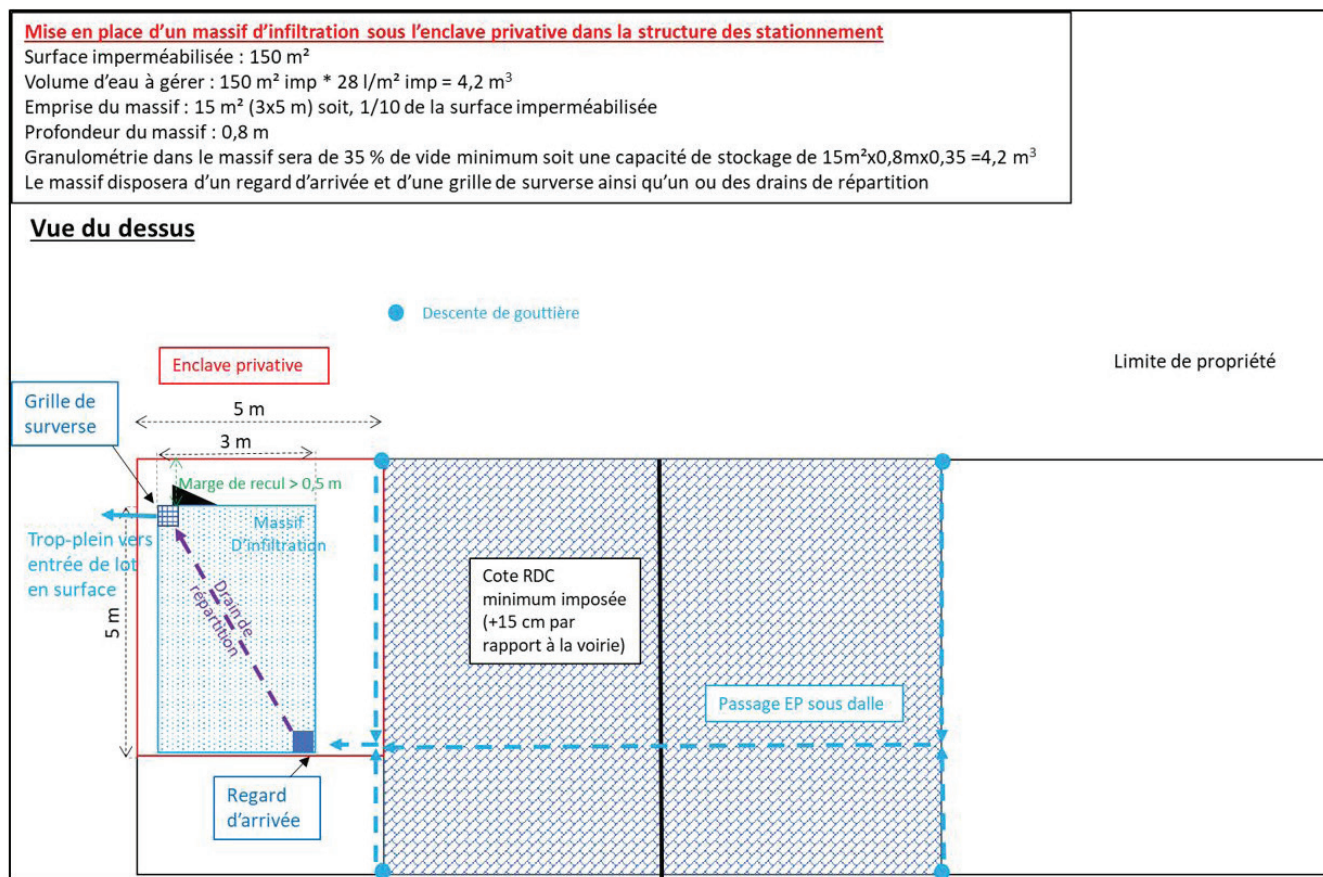 Mise en place d’un massif d’infiltration sous l’enclave privative dans la structure des stationnement
Surface imperméabilisée : 150 m²
Volume d’eau à gérer : 150 m² imp * 28 l/m² imp = 4,2 m³
Emprise du massif : 15 m² (3x5 m) soit, 1/10 de la surface imperméabilisée
Profondeur du massif : 0,8 m
Granulométrie dans le massif sera de 35 % de vide minimum soit une capacité de stockage de 15m²x0,8mx0,35 =4,2 m³
Le massif disposera d’un regard d’arrivée et d’une grille de surverse ainsi qu’un ou des drains de répartition
Vue du dessus
Descente de gouttière
Enclave privative
Limite de propriété
Grille de
surverse
5 m
3 m
Marge de recul > 0,5 m
Massif
D’infiltration
Trop-plein vers
entrée de lot
en surface
5 m
Drain de
répartition
Cote RDC
minimum imposée
(+15 cm par
rapport à la voirie)
Passage EP sous dalle
Regard
d’arrivée